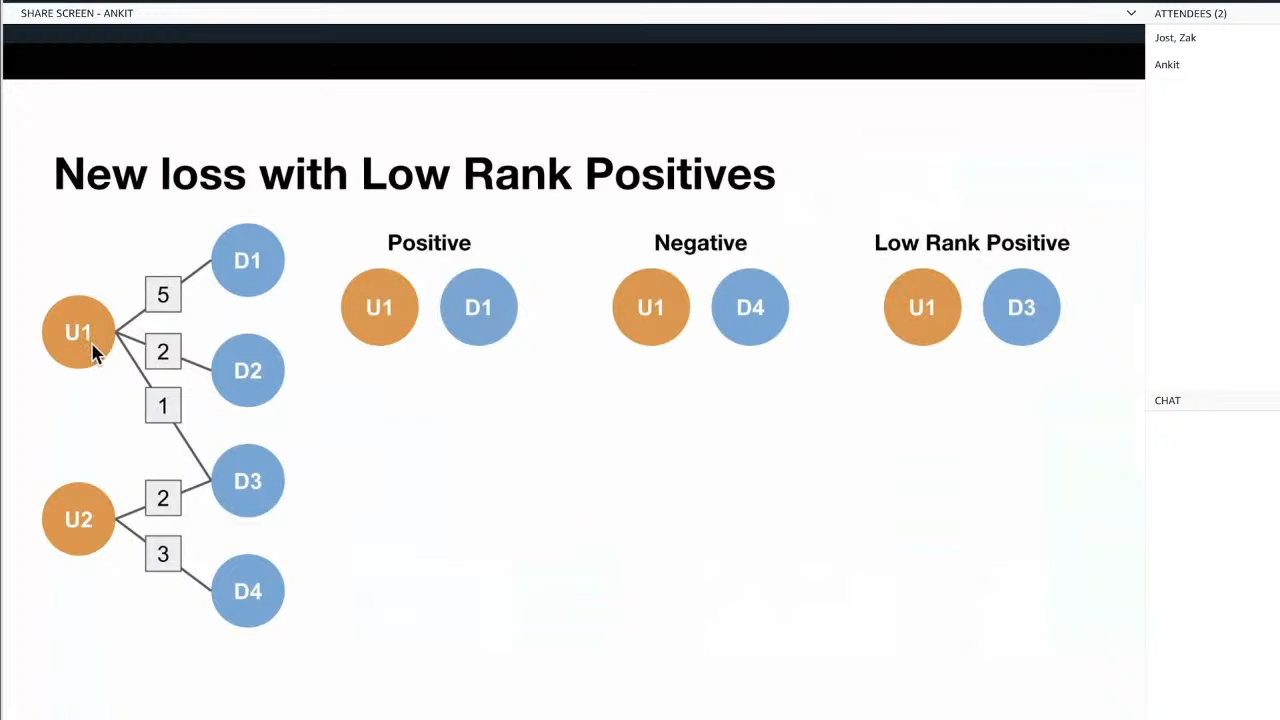 SHARE SCREEN - ANKIT
ATTENDEES (2)
Jost, Zak
Ankit
New loss with Low Rank Positives
Positive
Negative
Low Rank Positive
D1
5
U1
2
D2
1
D3
U2
2
3
D4
U1
D1
U1
D4
U1
D3
CHAT